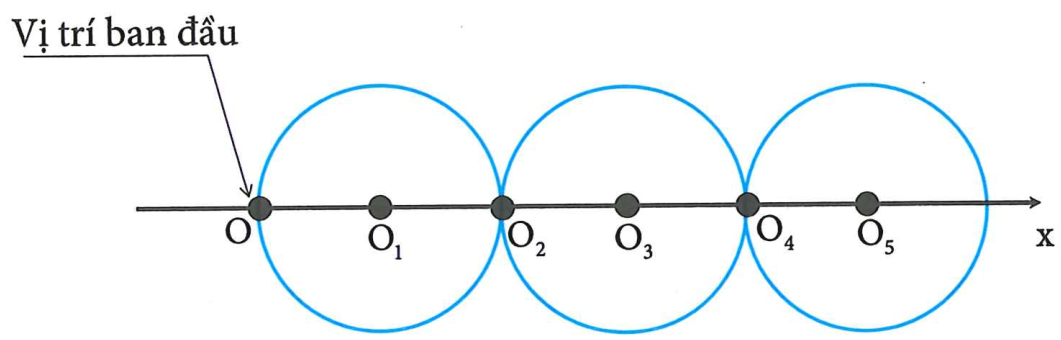 Vị trí ban đầu
O
O₁
O₂
O₃
O₄
O₅
x